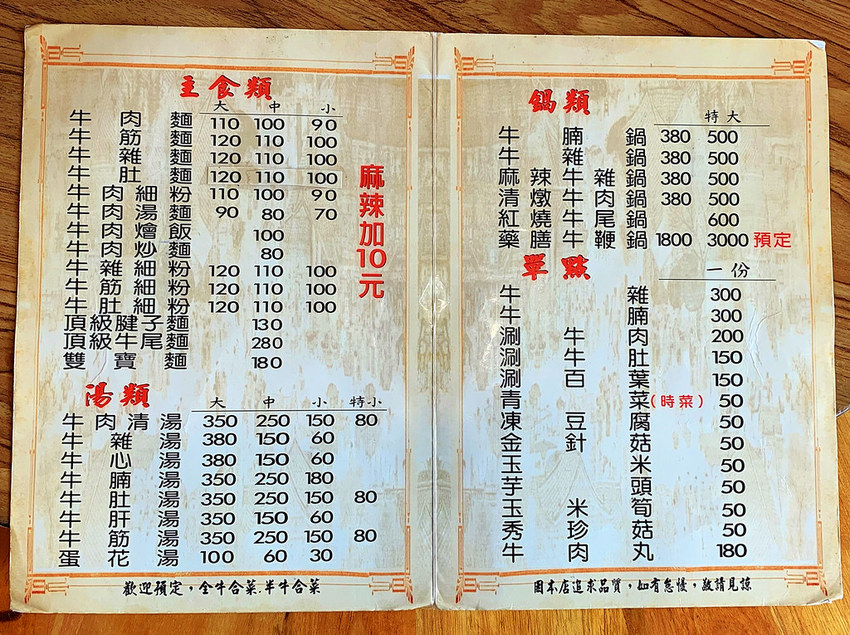 主食類
大 中 小
牛肉麵 110 100 90
牛筋麵 120 110 100
牛雜麵 120 110 100
牛肚麵 120 110 100
牛肉細粉 110 100 90
牛肉湯麵 90 80 70
牛肉燴飯 100
牛肉炒麵 80
牛雜細粉 120 110 100
牛筋細粉 120 110 100
牛肚細粉 120 110 100
頂級腱子麵 130
頂級牛尾麵 280
雙寶麵 180
麻辣加10元
湯類
大 中 小 特小
牛肉清湯 350 250 150 80
牛雜湯 380 150 60
牛心湯 380 150 60
牛腩湯 350 250 180
牛肚湯 350 250 150 80
牛肝湯 350 150 60
牛筋湯 350 250 150 80
蛋花湯 100 60 30
歡迎預定，全牛合菜.半牛合菜
鍋類
特大
牛腩鍋 380 500
牛雜鍋 380 500
麻辣牛雜鍋 380 500
清燉牛肉鍋 380 500
紅燒牛尾鍋 600
藥膳牛鞭鍋 1800 3000 預定
單點
一份
牛雜 300
牛腩 300
涮牛肉 200
涮牛肚 150
涮百葉 150
青菜(時菜) 50
凍豆腐 50
金針菇 50
玉米 50
芋頭 50
玉米筍 50
秀珍菇 50
牛肉丸 180
因本店追求品質，如有怠慢，敬請見諒